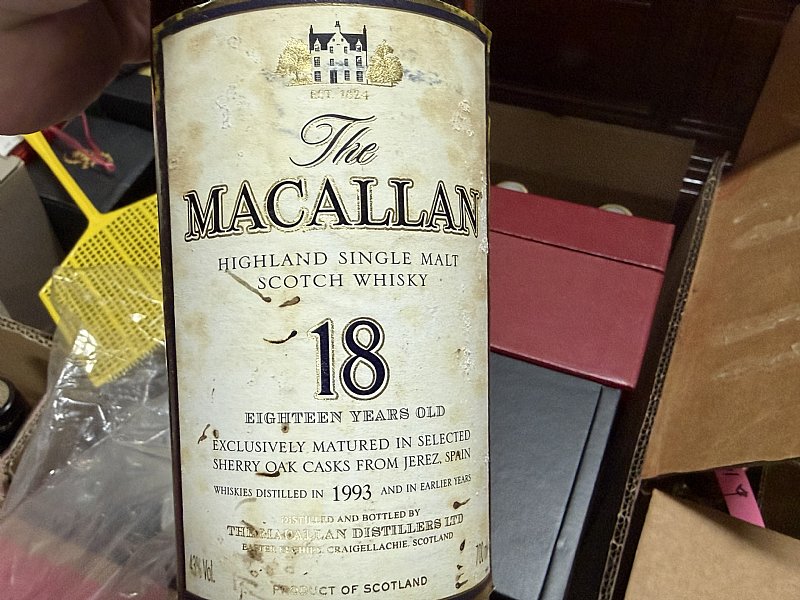 EST. 1824
The
MACALLAN
HIGHLAND SINGLE MALT
SCOTCH WHISKY
18
EIGHTEEN YEARS OLD
EXCLUSIVELY MATURED IN SELECTED
SHERRY OAK CASKS FROM JEREZ, SPAIN
WHISKIES DISTILLED IN 1993 AND IN EARLIER YEARS
DISTILLED AND BOTTLED BY
THE MACALLAN DISTILLERS LTD
CRAIGELLACHIE, SCOTLAND
43% Vol.
PRODUCT OF SCOTLAND